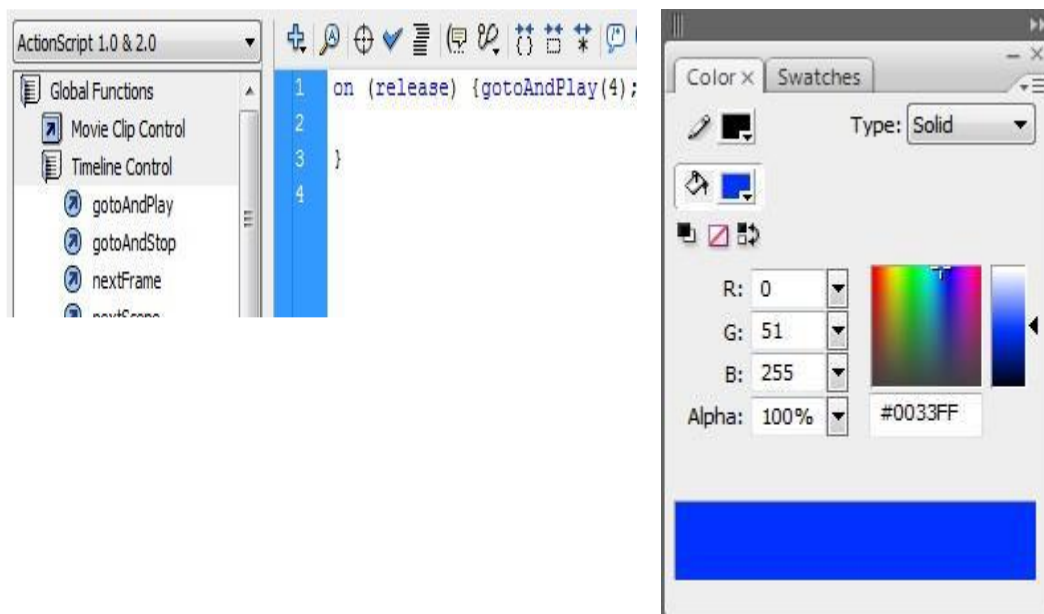 ActionScript 1.0 & 2.0
Global Functions
Movie Clip Control
Timeline Control
gotoAndPlay
gotoAndStop
nextFrame
nextScene
1 on (release) {gotoAndPlay(4);
2
3 }
4
Color × Swatches
Type: Solid
R: 0
G: 51
B: 255
Alpha: 100% #0033FF